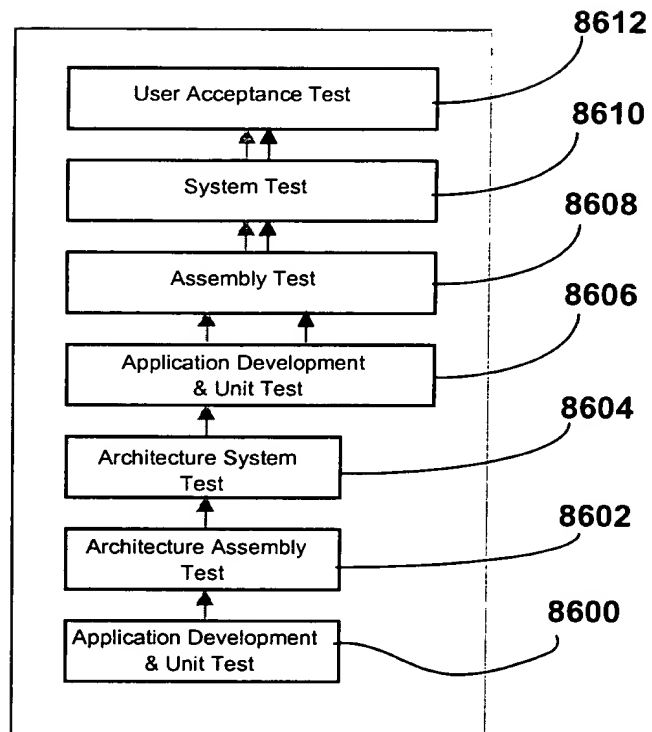 8612
User Acceptance Test
8610
System Test
8608
Assembly Test
8606
Application Development
& Unit Test
8604
Architecture System
Test
8602
Architecture Assembly
Test
8600
Application Development
& Unit Test